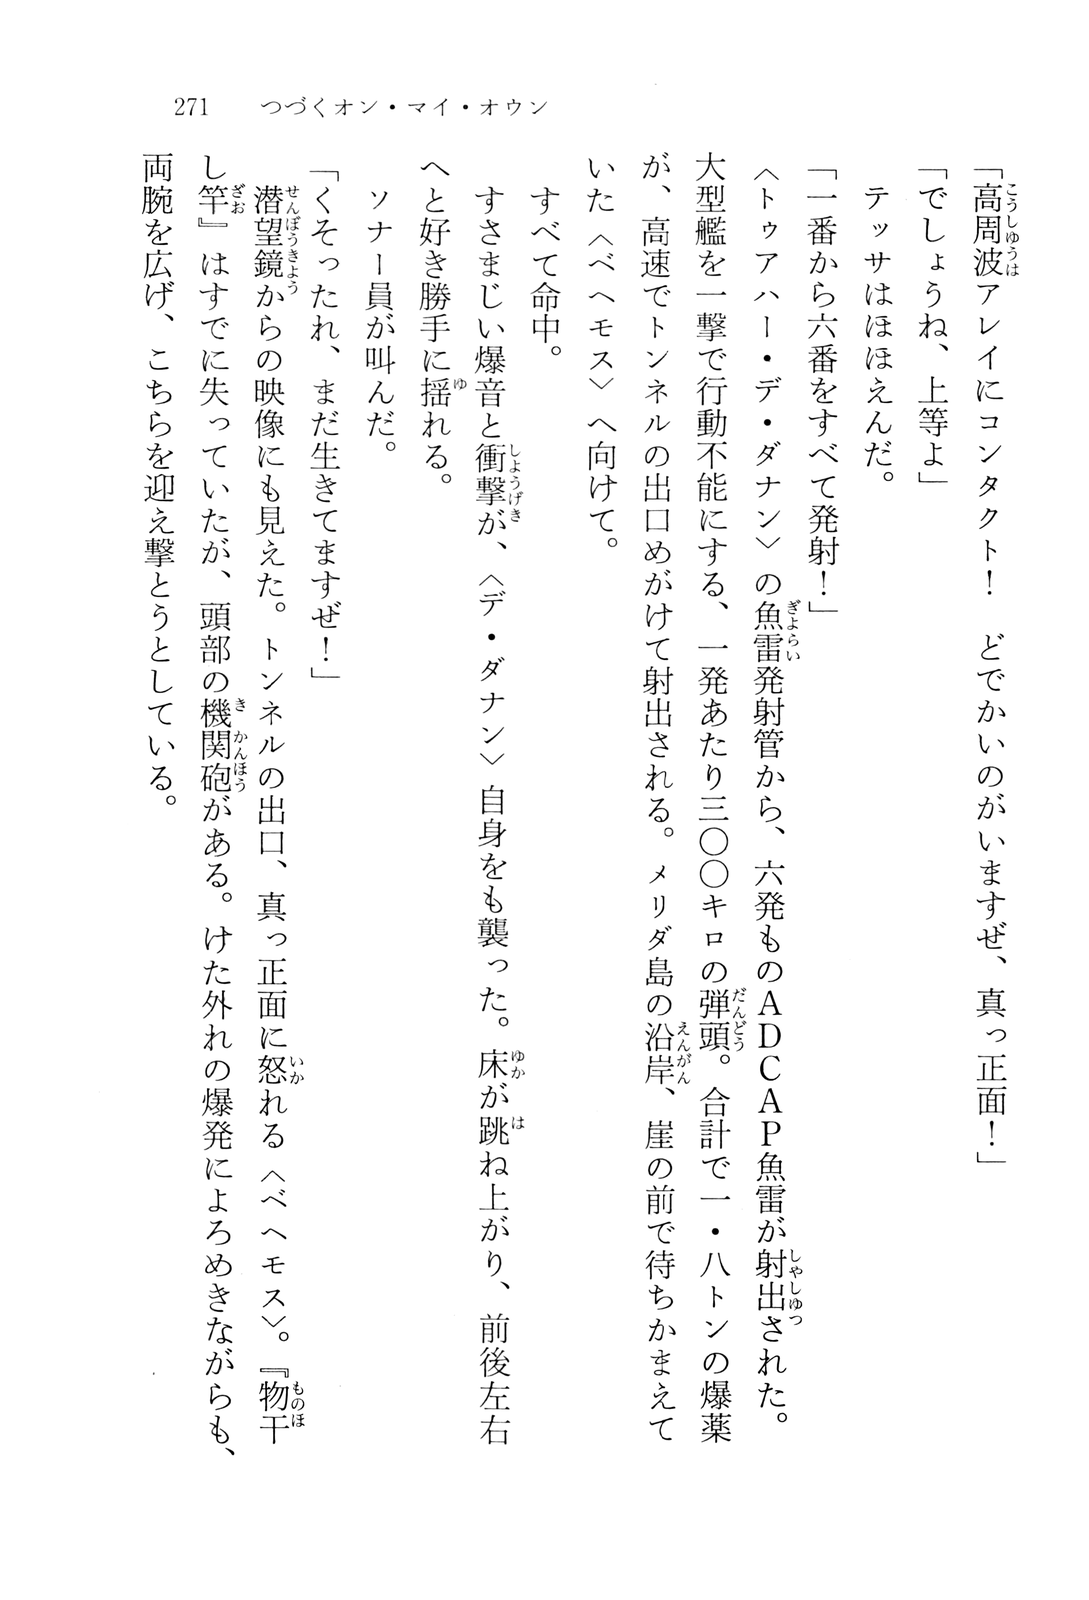 271　つづくオン・マイ・オウン
「高周波アレイにコンタクト！　どでかいのがいますぜ、真っ正面！」
「でしょうね、上等よ」
　テッサはほほえんだ。
「一番から六番をすべて発射！」
〈トゥアハー・デ・ダナン〉の魚雷発射管から、六発ものＡＤＣＡＰ魚雷が射出された。
大型艦を一撃で行動不能にする、一発あたり三〇〇キロの弾頭。合計で一・八トンの爆薬
が、高速でトンネルの出口めがけて射出される。メリダ島の沿岸、崖の前で待ちかまえて
いた〈ベヘモス〉へ向けて。
　すべて命中。
　すさまじい爆音と衝撃が、〈デ・ダナン〉自身をも襲った。床が跳ね上がり、前後左右
へと好き勝手に揺れる。
　ソナー員が叫んだ。
「くそったれ、まだ生きてますぜ！」
　潜望鏡からの映像にも見えた。トンネルの出口、真っ正面に怒れる〈ベヘモス〉。『物干
し竿』はすでに失っていたが、頭部の機関砲がある。けた外れの爆発によろめきながらも、
両腕を広げ、こちらを迎え撃とうとしている。